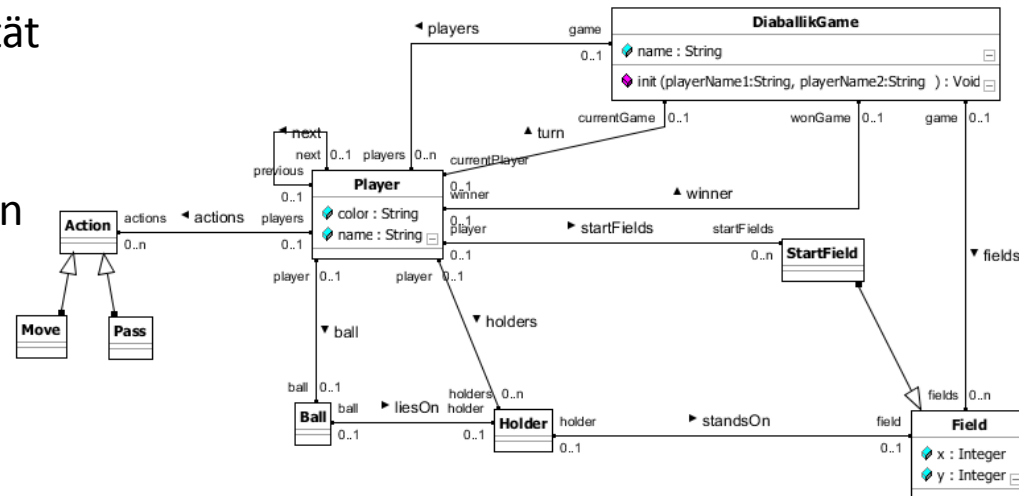 tät
n
DiaballikGame
name : String
init (playerName1:String, playerName2:String ) : Void
◄ players
game
0..1
currentGame 0..1
wonGame 0..1
game 0..1
▲ turn
◄ next
next 0..1
players 0..n
currentPlayer
0..1
previous
0..1
Player
color : String
name : String
winner
0..1
▲ winner
player
0..1
► startFields
startFields
0..n
StartField
▼ fields
Action
actions
0..n
◄ actions
players
0..1
Move
Pass
player 0..1
player 0..1
▼ ball
▼ holders
ball 0..1
holders 0..n
Ball
ball
0..1
► liesOn
holder
0..1
Holder
holder
0..1
► standsOn
field
0..1
fields 0..n
Field
x : Integer
y : Integer